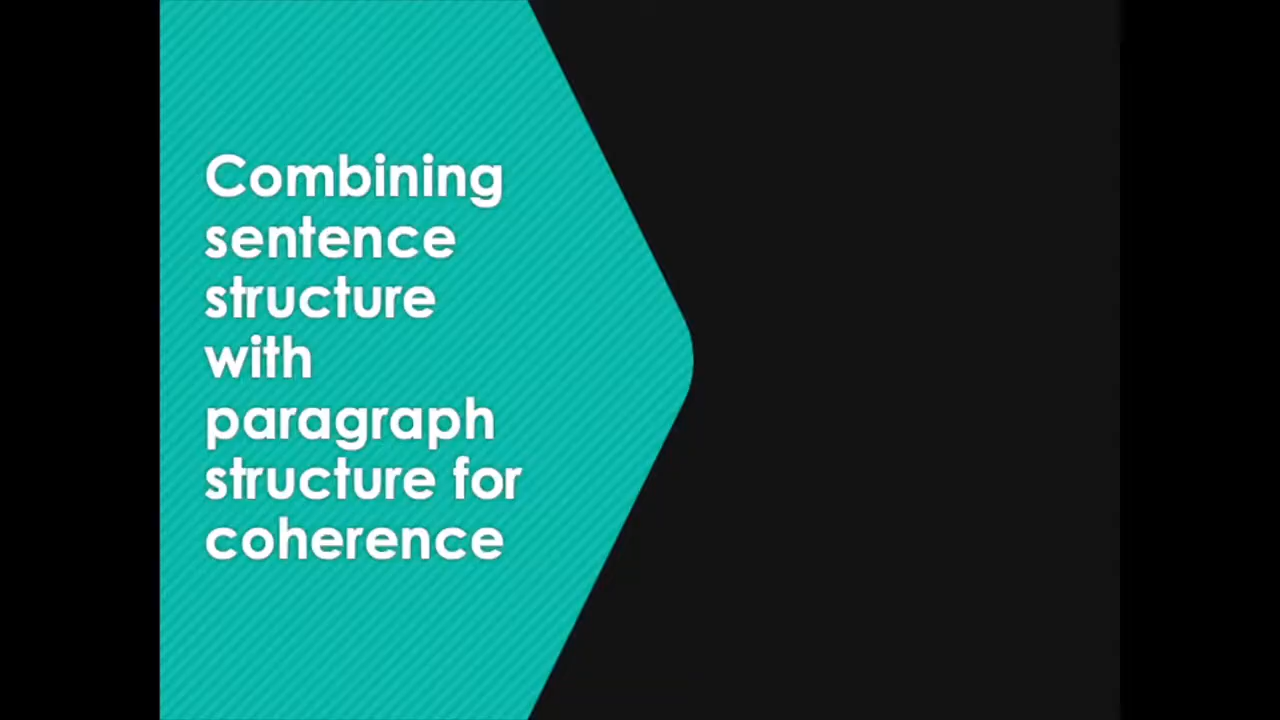 Combining
sentence
structure
with
paragraph
structure for
coherence